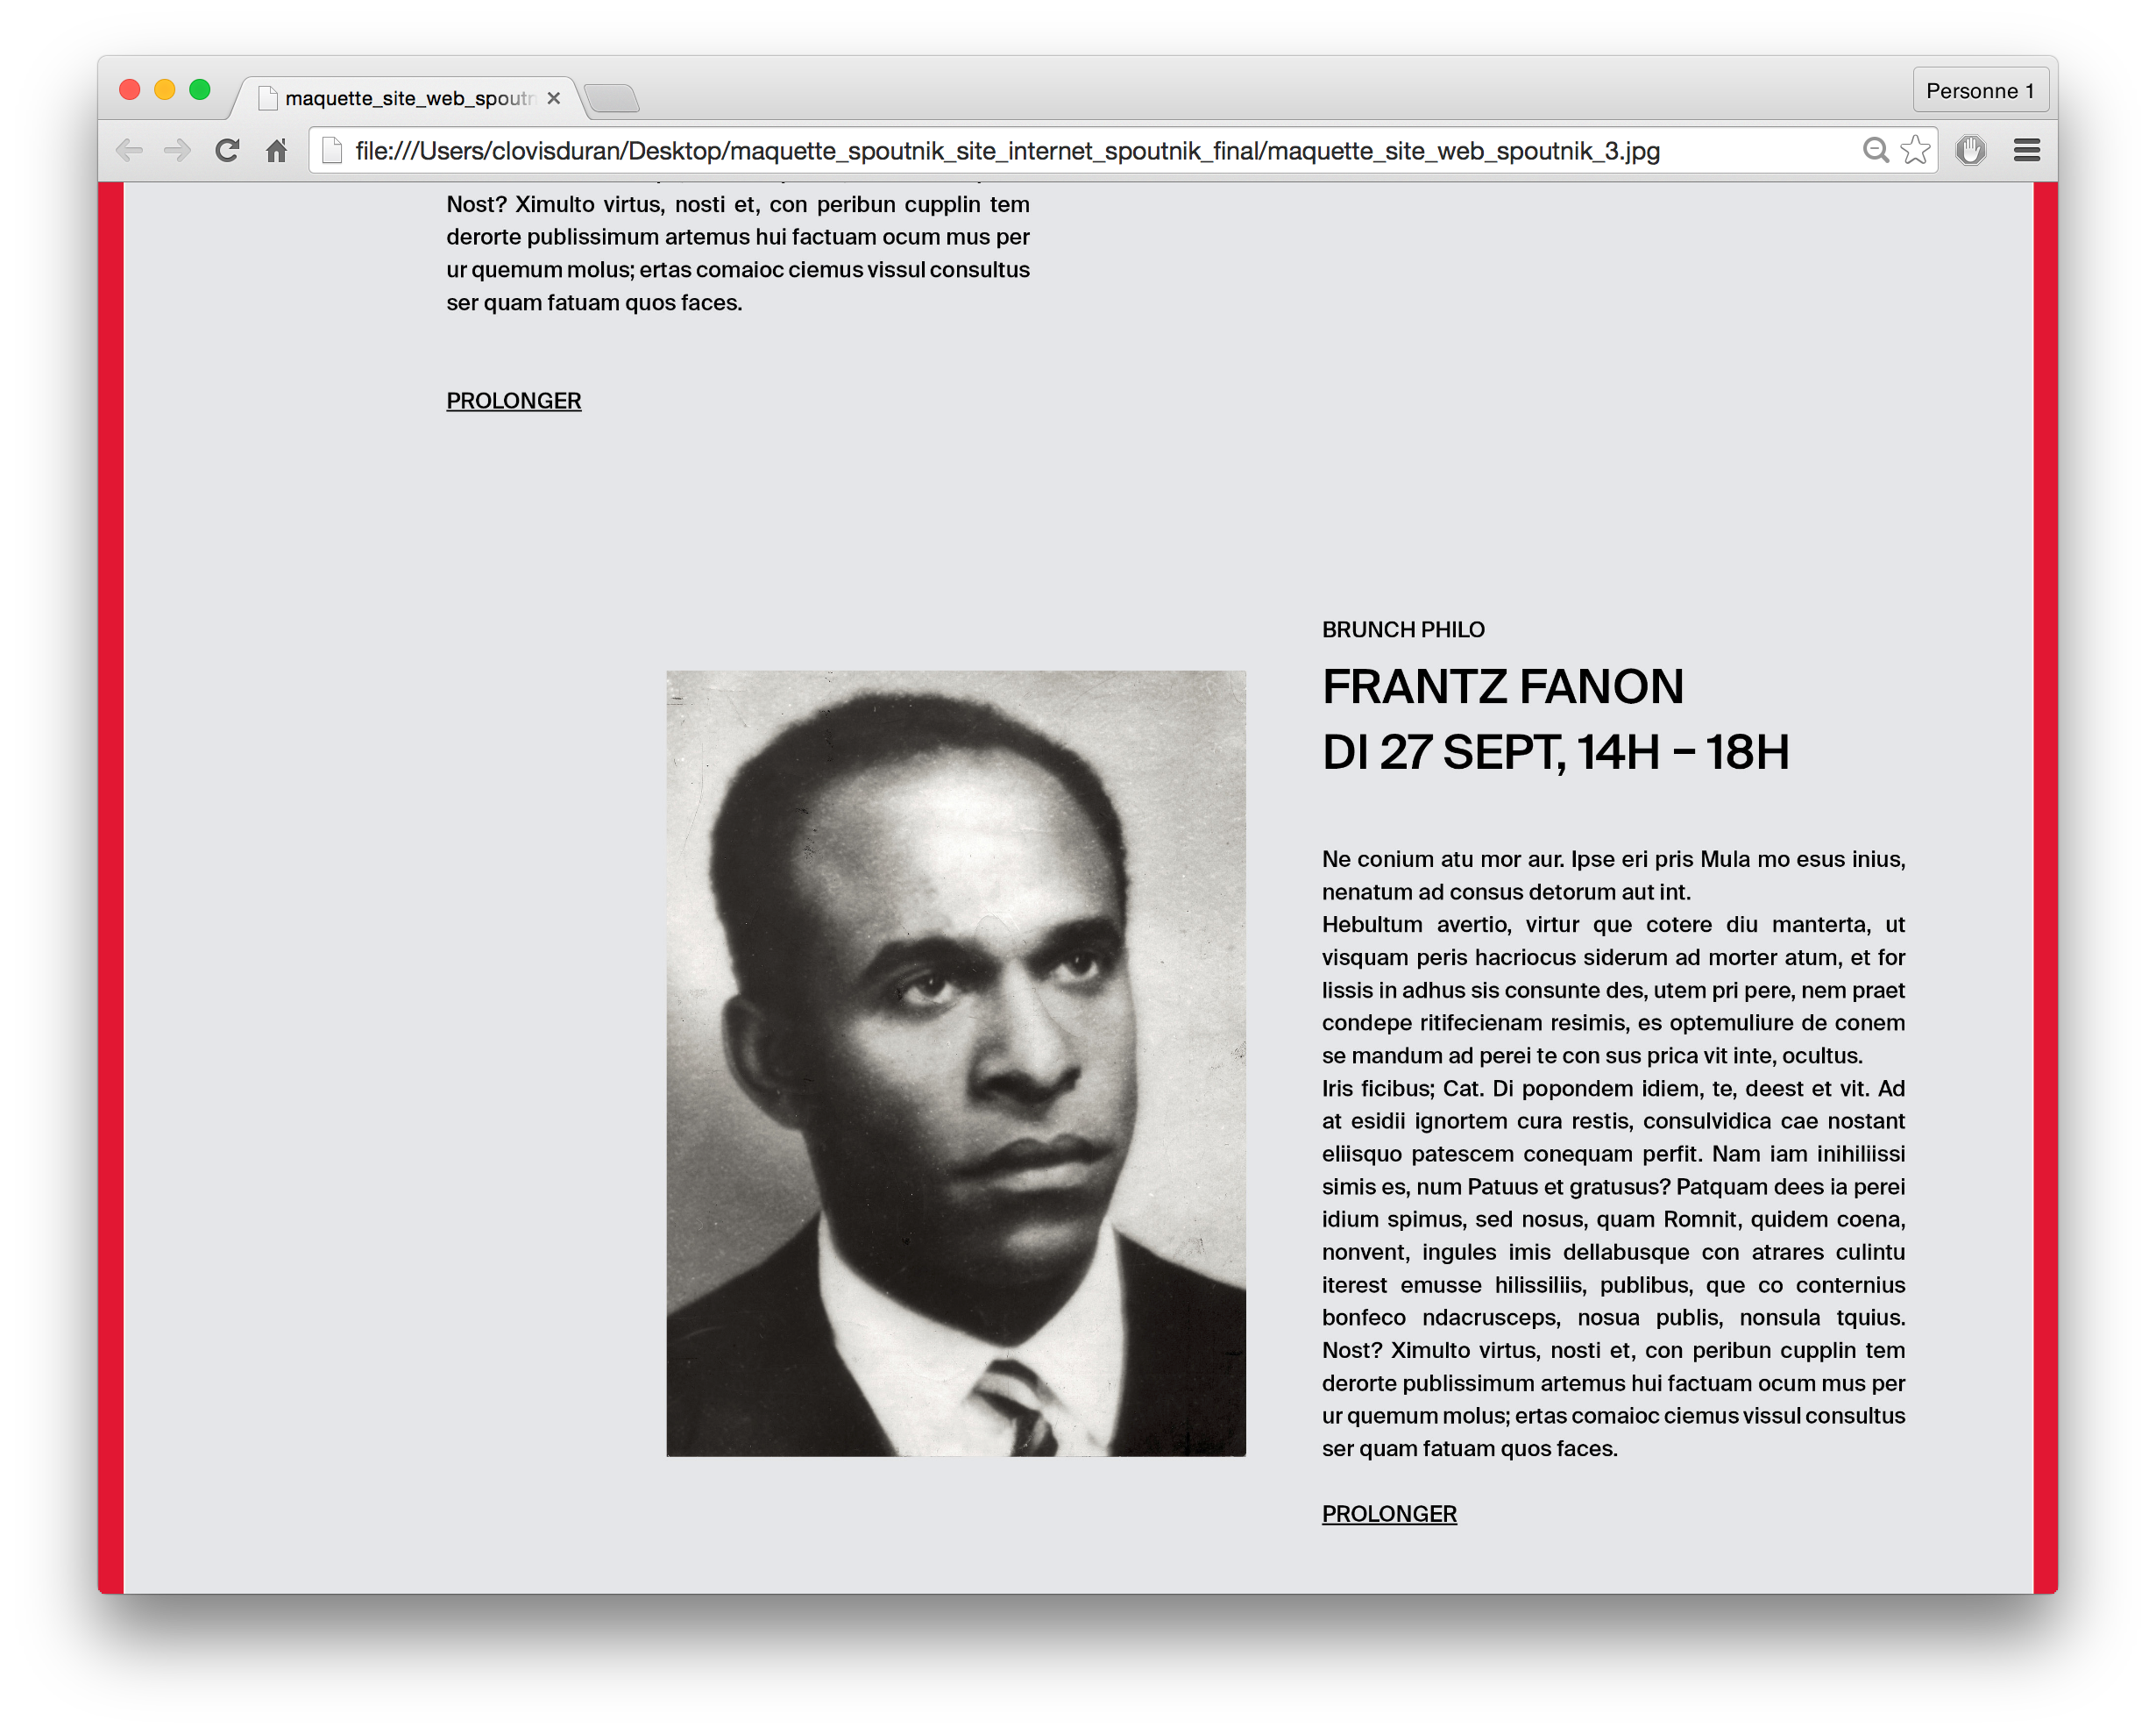 maquette_site_web_spoutn
Personne 1
file:///Users/clovisduran/Desktop/maquette_spoutnik_site_internet_spoutnik_final/maquette_site_web_spoutnik_3.jpg
Nost? Ximulto virtus, nosti et, con peribun cupplin tem
derorte publissimum artemus hui factuam ocum mus per
ur quemum molus; ertas comaioc ciemus vissul consultus
ser quam fatuam quos faces.
PROLONGER
BRUNCH PHILO
FRANTZ FANON
DI 27 SEPT, 14H – 18H
Ne conium atu mor aur. Ipse eri pris Mula mo esus inius,
nenatum ad consus detorum aut int.
Hebultum avertio, virtur que cotere diu manterta, ut
visquam peris hacriocus siderum ad morter atum, et for
lissis in adhus sis consunte des, utem pri pere, nem praet
condepe ritifecienam resimis, es optemuliure de conem
se mandum ad perei te con sus prica vit inte, ocultus.
Iris ficibus; Cat. Di popondem idiem, te, deest et vit. Ad
at esidii ignortem cura restis, consulvidica cae nostant
eliisquo patescem conequam perfit. Nam iam inihiliissi
simis es, num Patuus et gratusus? Patquam dees ia perei
idium spimus, sed nosus, quam Romnit, quidem coena,
nonvent, ingules imis dellabusque con atrares culintu
iterest emusse hilissiliis, publibus, que co conternius
bonfeco ndacrusceps, nosua publis, nonsula tquius.
Nost? Ximulto virtus, nosti et, con peribun cupplin tem
derorte publissimum artemus hui factuam ocum mus per
ur quemum molus; ertas comaioc ciemus vissul consultus
ser quam fatuam quos faces.
PROLONGER